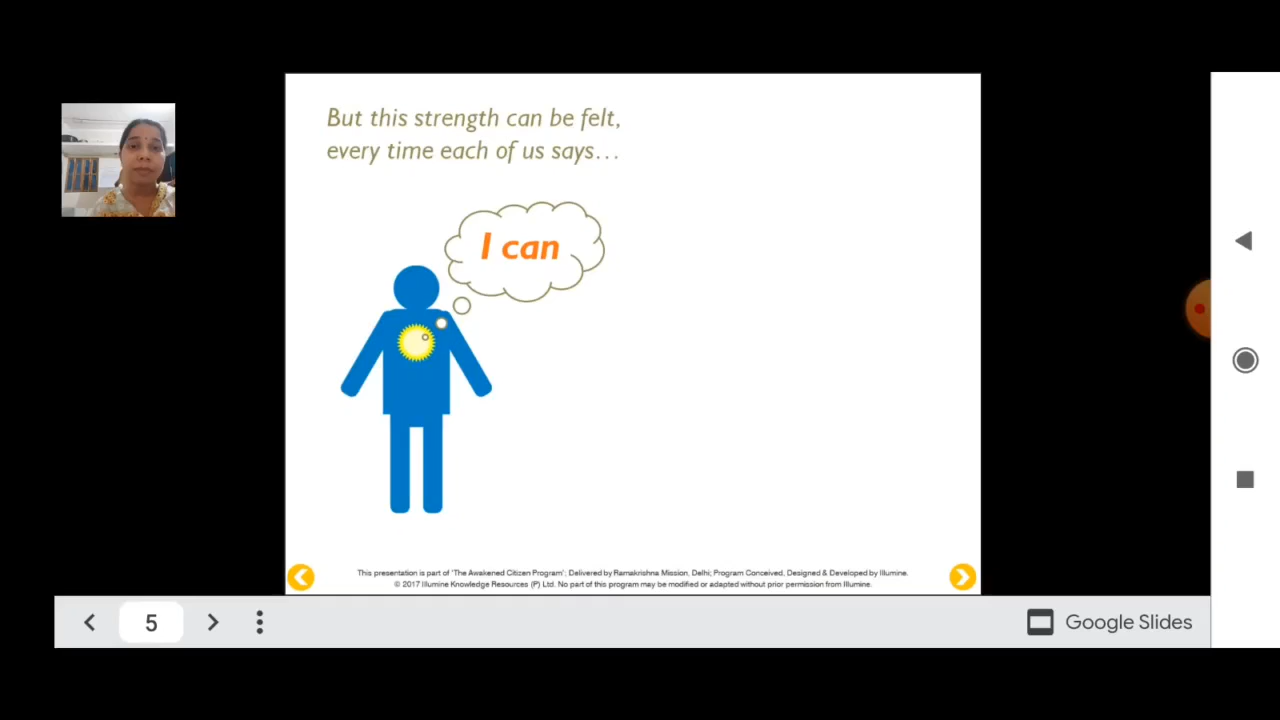 But this strength can be felt,
every time each of us says...
I can
This presentation is part of 'The Awakened Citizen Program'; Delivered by Ramakrishna Mission, Delhi; Program Conceived, Designed & Developed by Illumine.
© 2017 Illumine Knowledge Resources (P) Ltd. No part of this program may be modified or adapted without prior permission from Illumine.
5
Google Slides